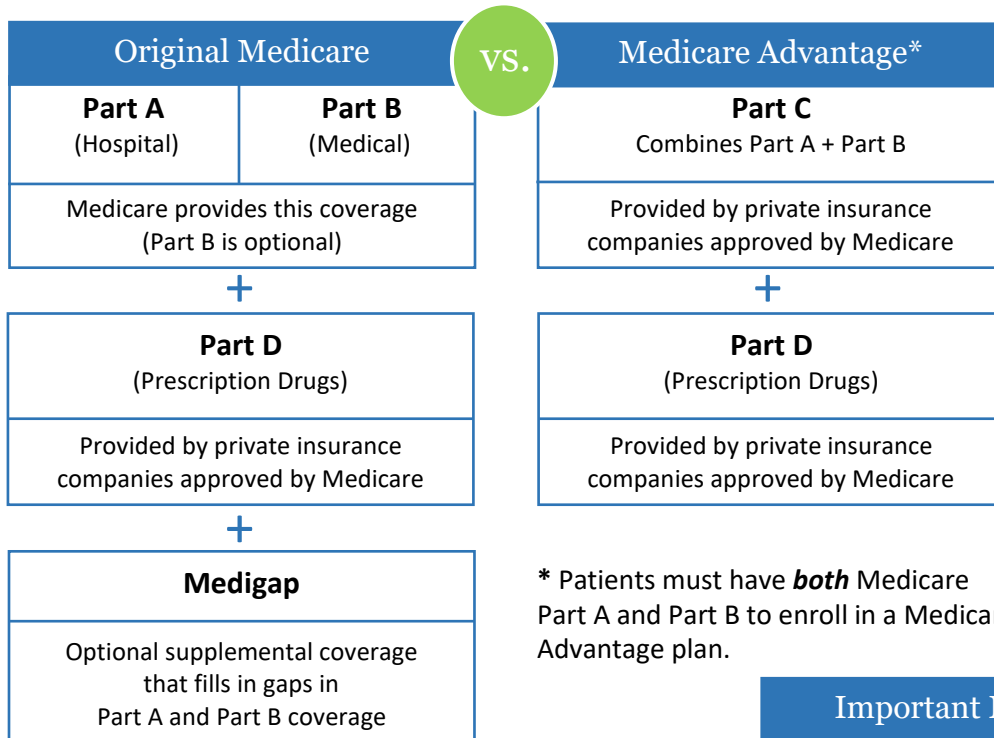 Original Medicare
vs.
Medicare Advantage*
Part A
(Hospital)
Part B
(Medical)
Medicare provides this coverage
(Part B is optional)
+
Part D
(Prescription Drugs)
Provided by private insurance
companies approved by Medicare
+
Medigap
Optional supplemental coverage
that fills in gaps in
Part A and Part B coverage
Part C
Combines Part A + Part B
Provided by private insurance
companies approved by Medicare
+
Part D
(Prescription Drugs)
Provided by private insurance
companies approved by Medicare
* Patients must have both Medicare
Part A and Part B to enroll in a Medica
Advantage plan.
Important